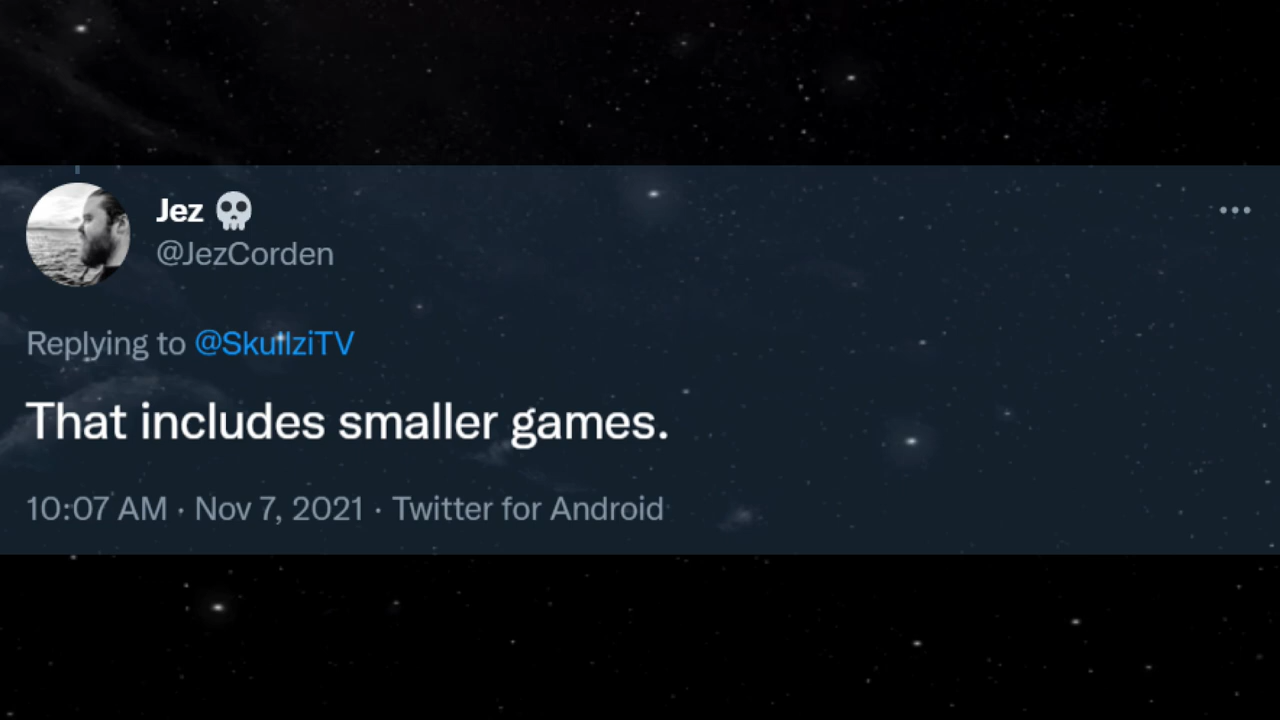 Jez 💀
@JezCorden
Replying to @SkullziTV
That includes smaller games.
10:07 AM · Nov 7, 2021 · Twitter for Android